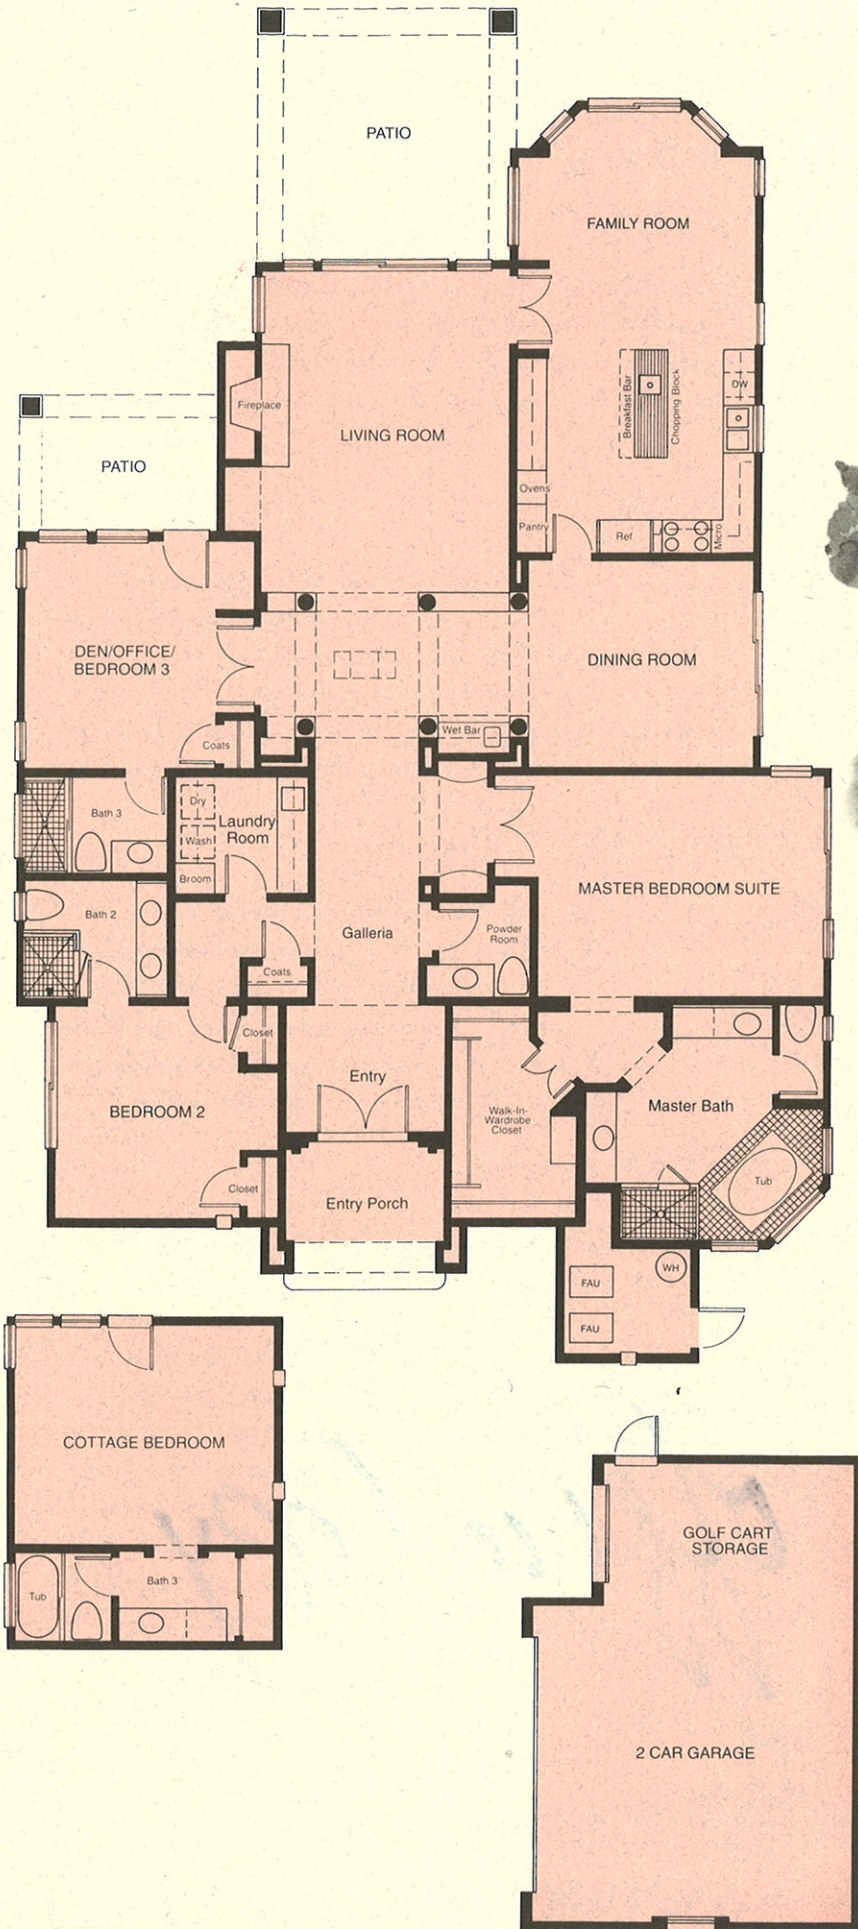 PATIO
FAMILY ROOM
Breakfast Bar
Chopping Block
DW
Fireplace
LIVING ROOM
PATIO
Ovens
Pantry
Ref
Micro
DEN/OFFICE/
BEDROOM 3
DINING ROOM
Wet Bar
Coats
Bath 3
Dry
Wash
Broom
Laundry
Room
MASTER BEDROOM SUITE
Bath 2
Galleria
Powder
Room
Coats
Closet
Entry
BEDROOM 2
Walk-In-
Wardrobe
Closet
Master Bath
Closet
Entry Porch
Tub
FAU
WH
FAU
COTTAGE BEDROOM
Tub
Bath 3
GOLF CART
STORAGE
2 CAR GARAGE